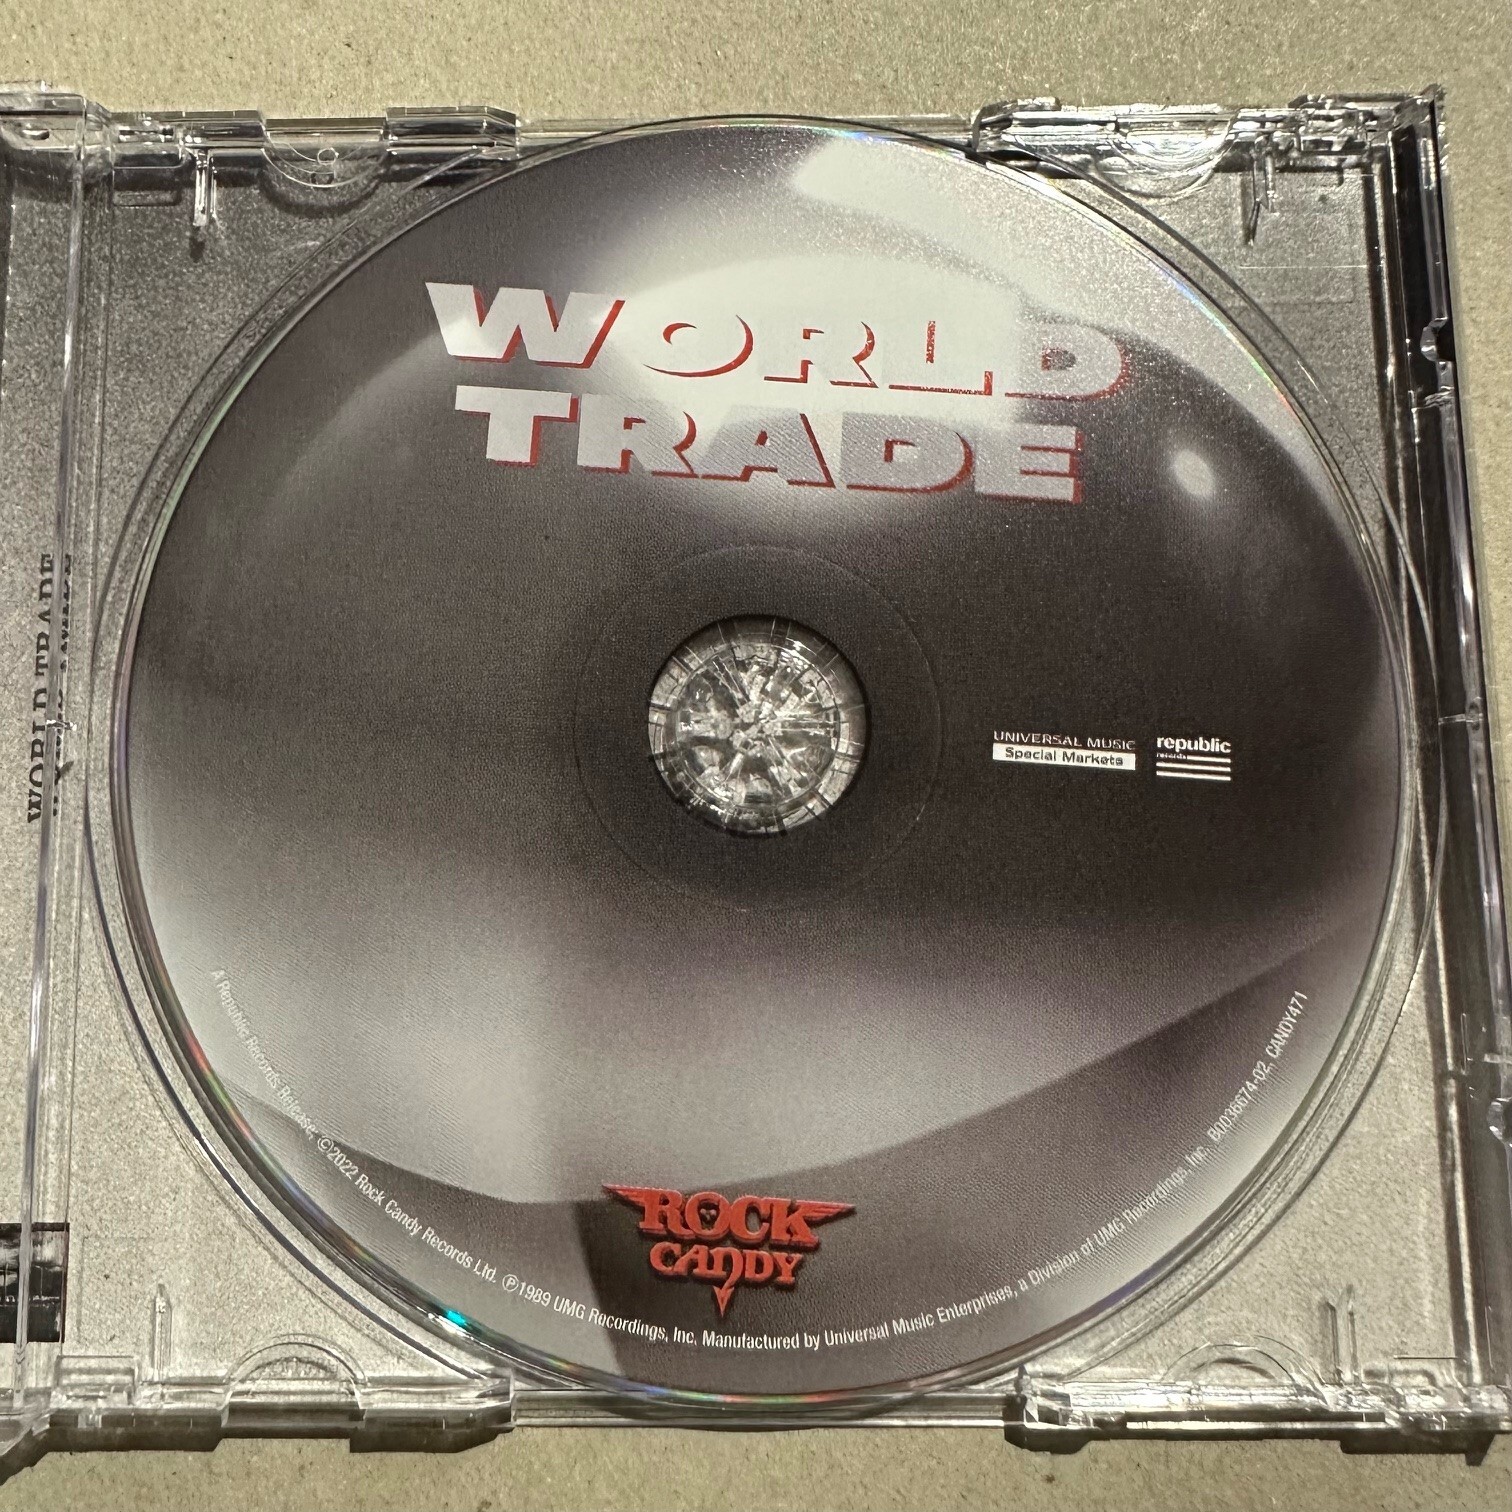 WORLD
TRADE
WORLD TRADE
UNIVERSAL MUSIC
Special Markets
republic
records
ROCK
CANDY
A Republic Records Release, ©2022 Rock Candy Records Ltd. ℗1989 UMG Recordings, Inc. Manufactured by Universal Music Enterprises, a Division of UMG Recordings, Inc. B0036674-02, CANDY471